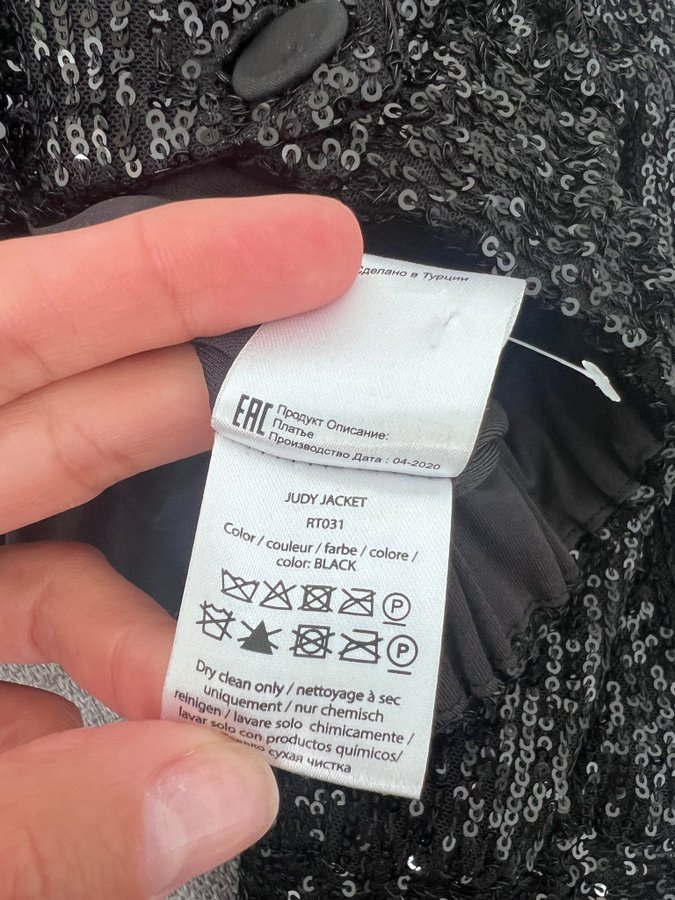 Сделано в Турции
EAC Продукт Описание:
Платье
Производство Дата : 04-2020
JUDY JACKET
RT031
Color / couleur / farbe / colore /
color: BLACK
P
P
Dry clean only / nettoyage à sec
uniquement / nur chemisch
reinigen / lavare solo chimicamente /
lavar solo con productos químicos/
сухая чистка